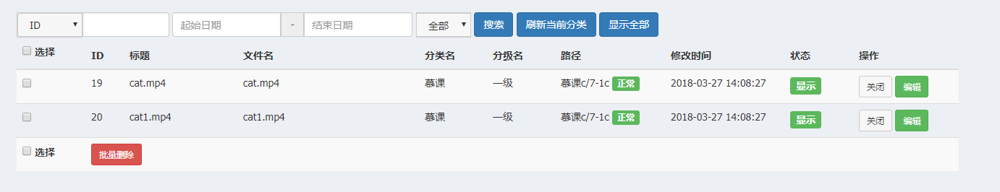 ID 起始日期 - 结束日期 全部 搜索 刷新当前分类 显示全部
选择 ID 标题 文件名 分类名 分级名 路径 修改时间 状态 操作
19 cat.mp4 cat.mp4 慕课 一级 慕课c/7-1c 正常 2018-03-27 14:08:27 显示 关闭 编辑
20 cat1.mp4 cat1.mp4 慕课 一级 慕课c/7-1c 正常 2018-03-27 14:08:27 显示 关闭 编辑
选择 批量删除